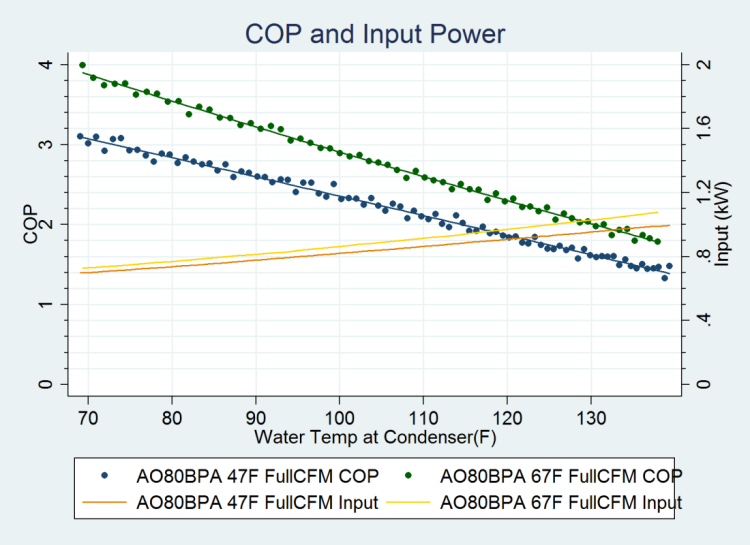 COP and Input Power
4
3
2
1
0
COP
2
1.6
1.2
.8
.4
0
Input (kW)
70 80 90 100 110 120 130
Water Temp at Condenser(F)
AO80BPA 47F FullCFM COP AO80BPA 67F FullCFM COP
AO80BPA 47F FullCFM Input AO80BPA 67F FullCFM Input